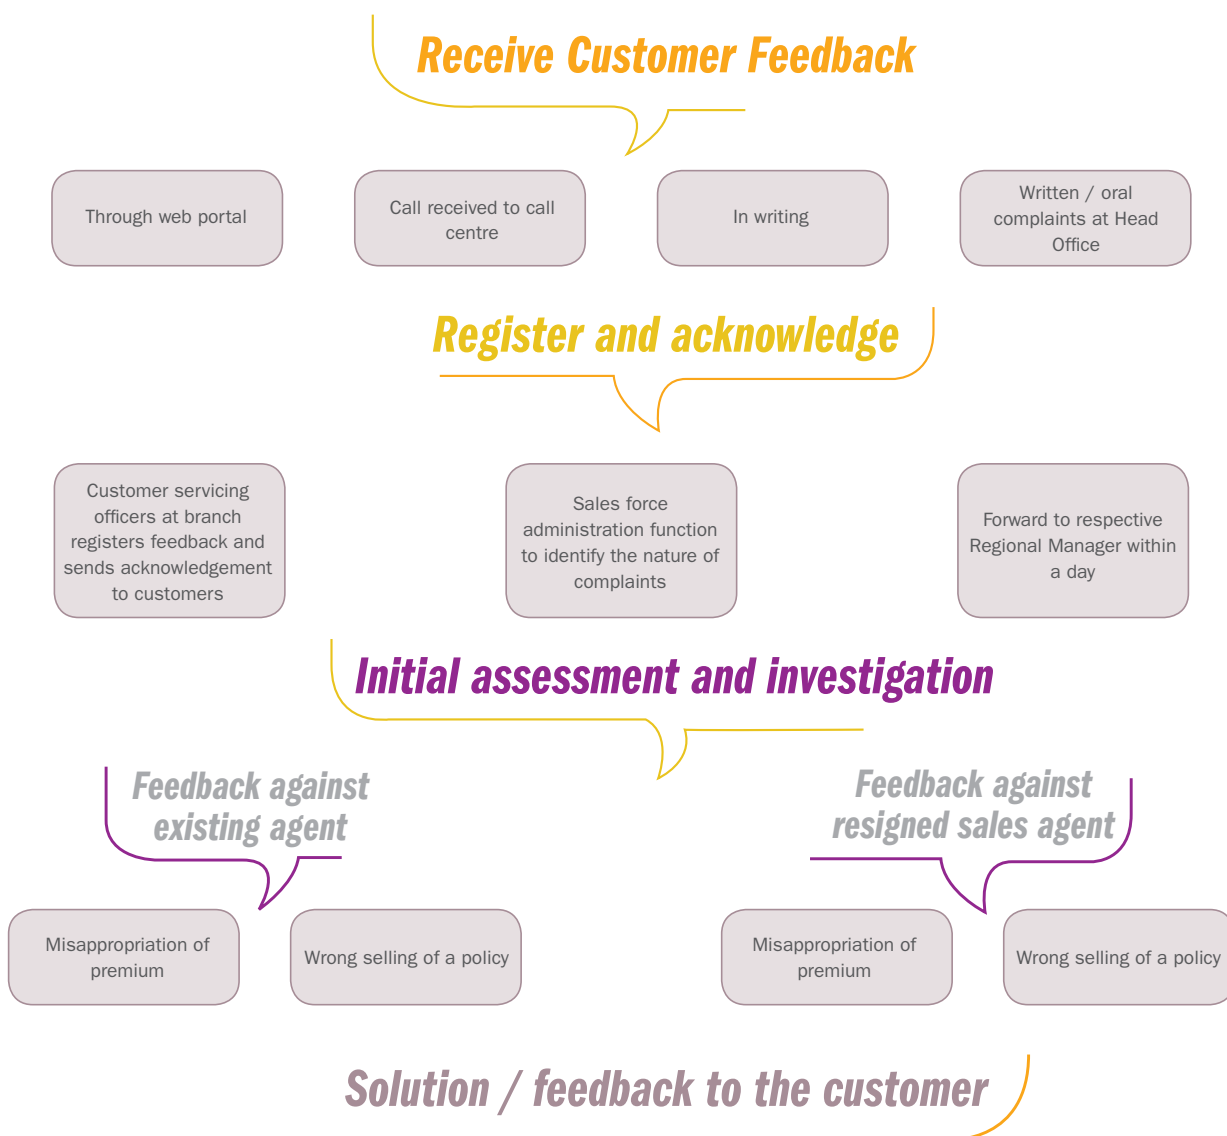 Receive Customer Feedback
Through web portal
Call received to call
centre
In writing
Written / oral
complaints at Head
Office
Register and acknowledge
Customer servicing
officers at branch
registers feedback and
sends acknowledgement
to customers
Sales force
administration function
to identify the nature of
complaints
Forward to respective
Regional Manager within
a day
Initial assessment and investigation
Feedback against
existing agent
Feedback against
resigned sales agent
Misappropriation of
premium
Wrong selling of a policy
Misappropriation of
premium
Wrong selling of a policy
Solution / feedback to the customer